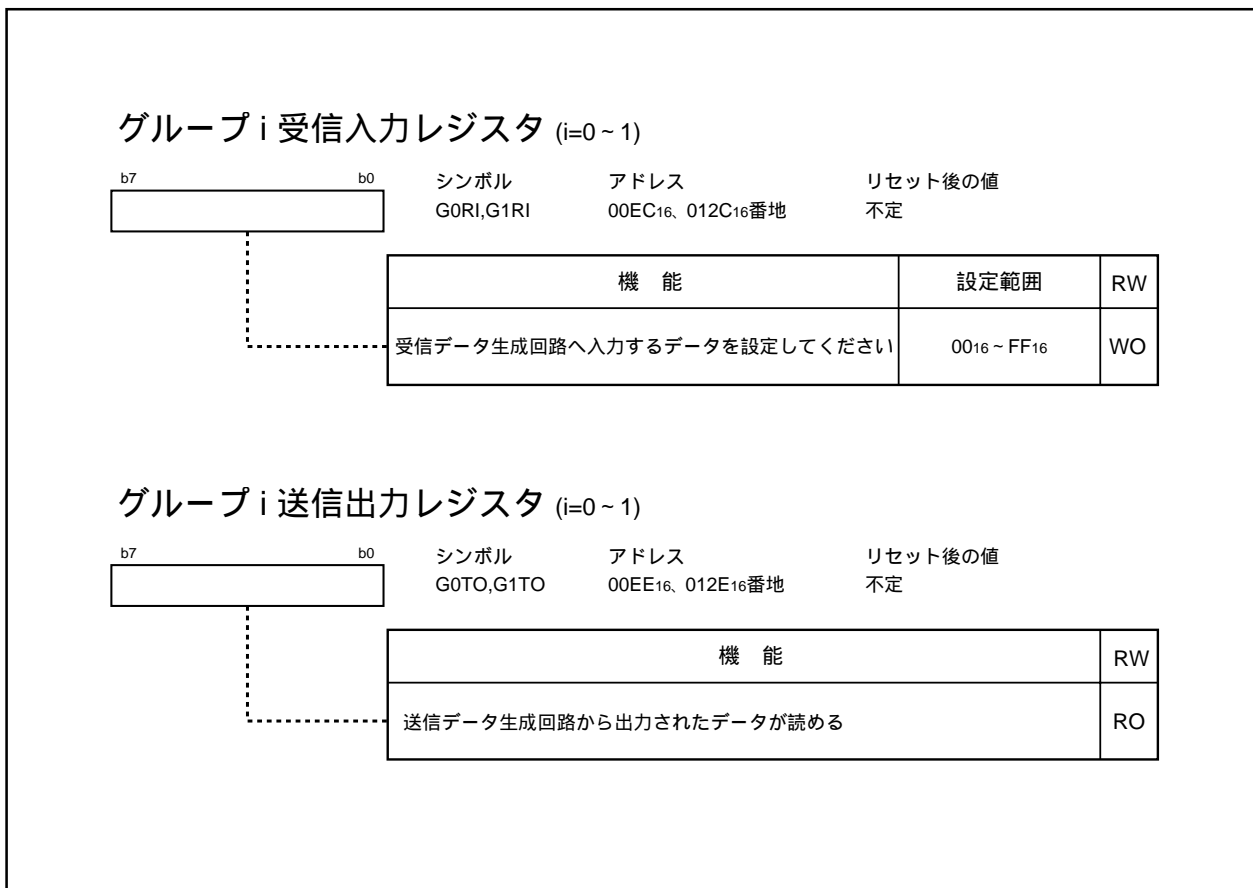 グループ i 受信入力レジスタ (i=0~1)
b7 b0 シンボル アドレス リセット後の値
G0RI,G1RI 00EC16、012C16番地 不定
機 能 設定範囲 RW
受信データ生成回路へ入力するデータを設定してください 0016~FF16 WO
グループ i 送信出力レジスタ (i=0~1)
b7 b0 シンボル アドレス リセット後の値
G0TO,G1TO 00EE16、012E16番地 不定
機 能 RW
送信データ生成回路から出力されたデータが読める RO